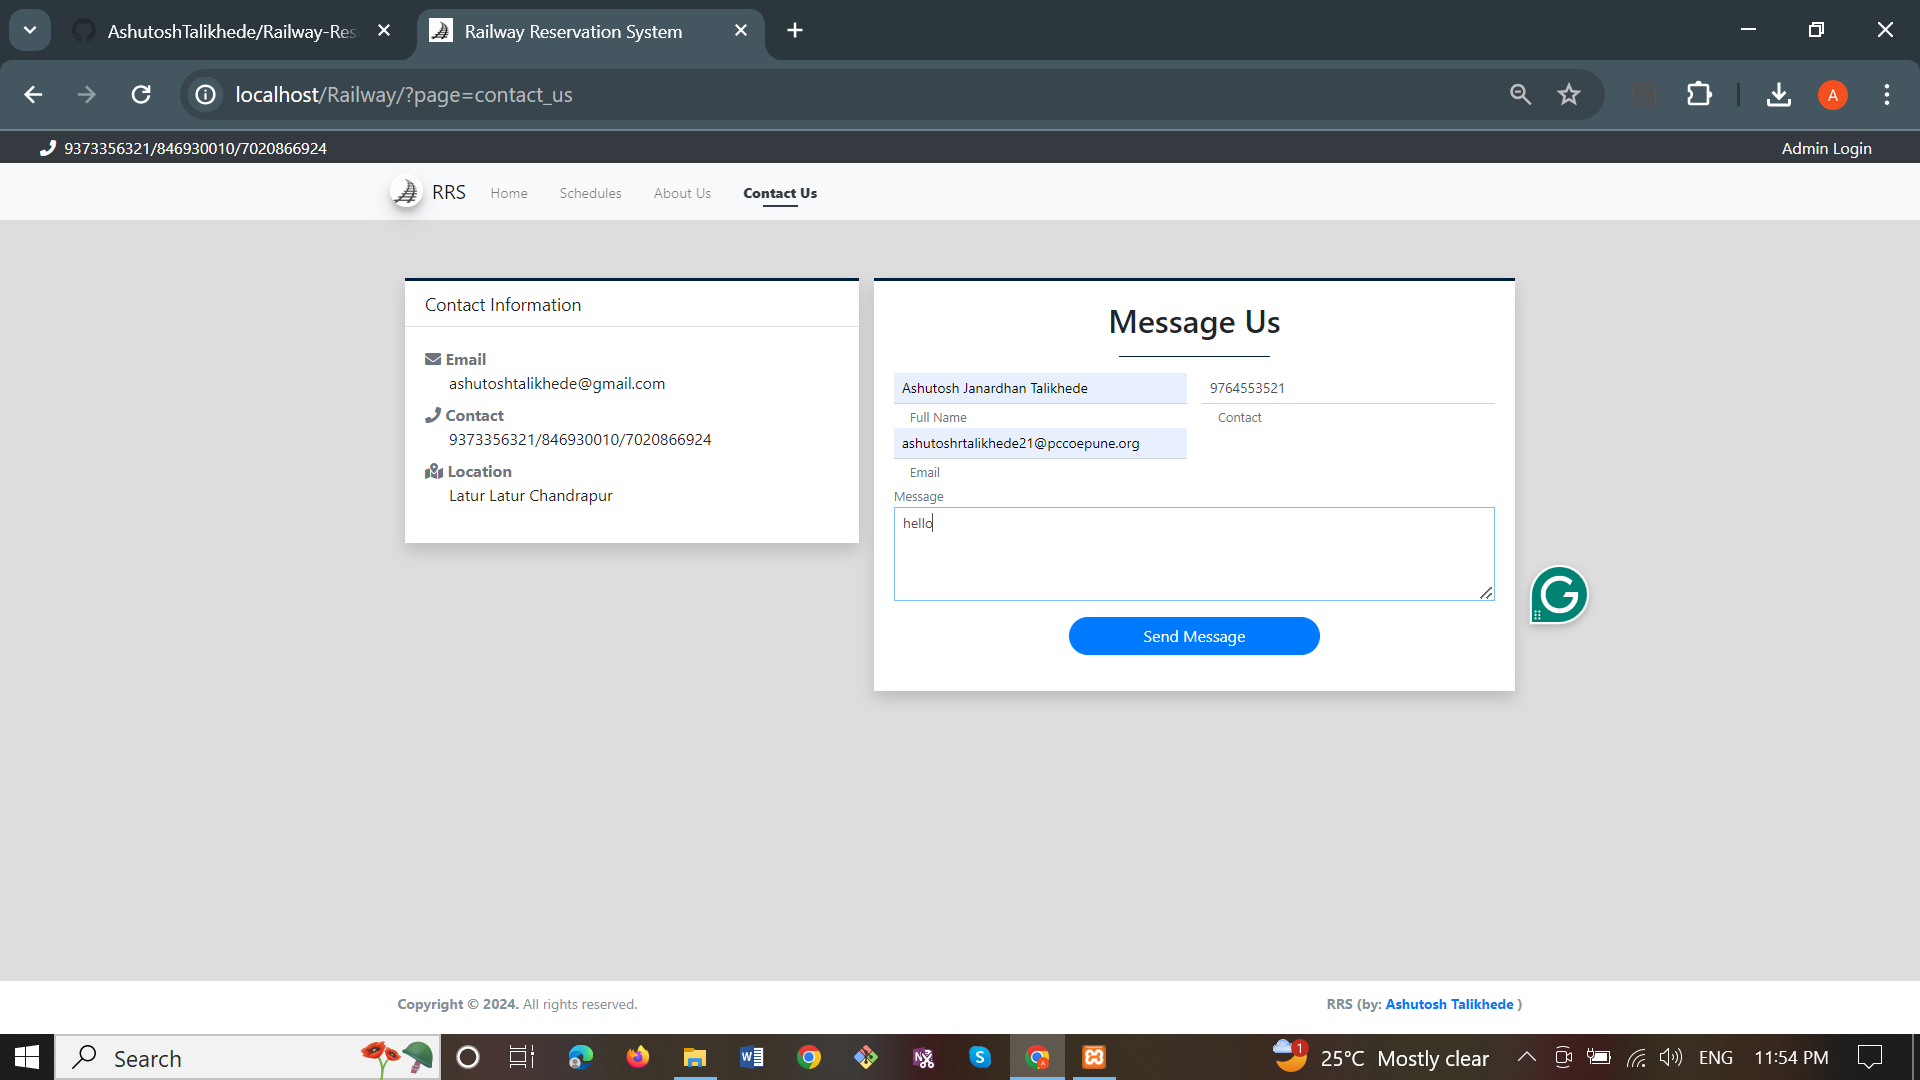 AshutoshTalikhede/Railway-Res
Railway Reservation System
localhost/Railway/?page=contact_us
A
9373356321/846930010/7020866924
Admin Login
RRS
Home
Schedules
About Us
Contact Us
Contact Information
Email
ashutoshtalikhede@gmail.com
Contact
9373356321/846930010/7020866924
Location
Latur Latur Chandrapur
Message Us
Ashutosh Janardhan Talikhede
9764553521
Full Name
Contact
ashutoshrtalikhede21@pccoepune.org
Email
Message
hello
Send Message
G
Copyright © 2024. All rights reserved.
RRS (by: Ashutosh Talikhede )
Search
1
25°C Mostly clear
ENG
11:54 PM